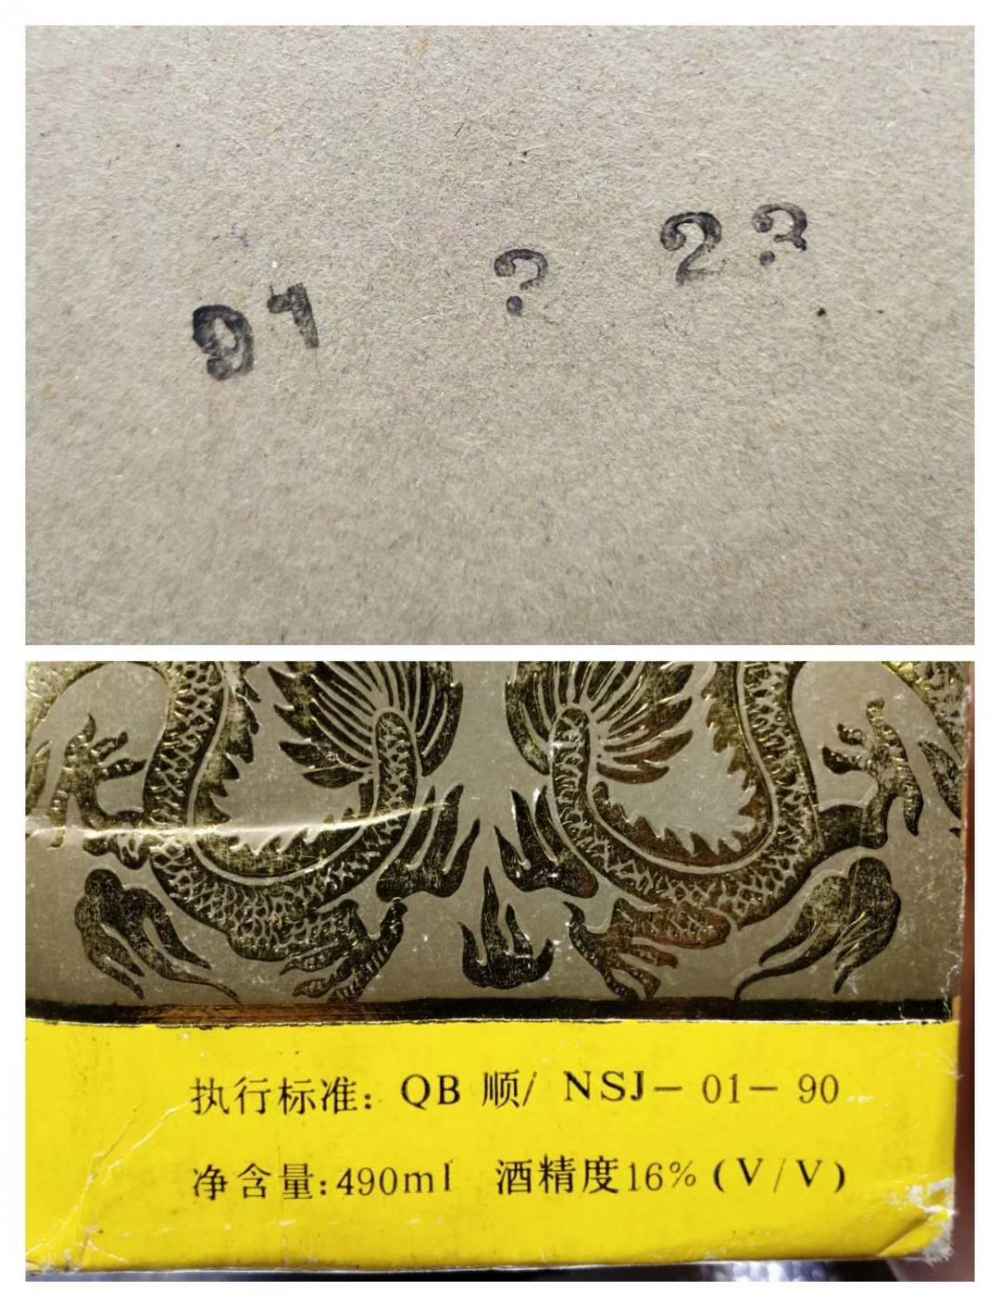 91 ? 2?
执行标准: QB 顺/ NSJ- 01- 90
净含量:490ml 酒精度16% (V/V)